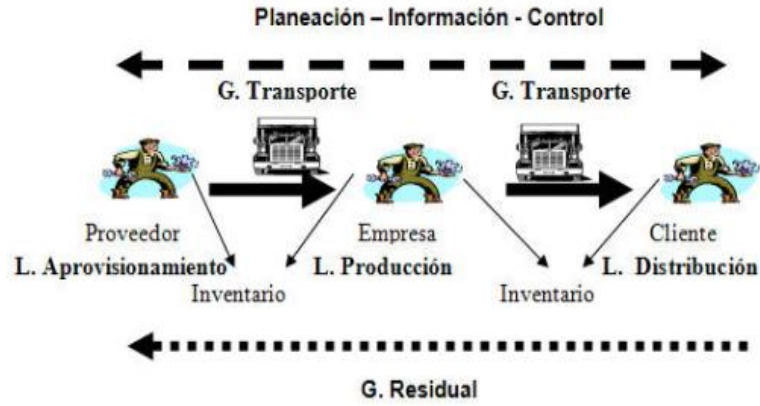 Planeación – Información - Control
G. Transporte G. Transporte
Proveedor Empresa Cliente
L. Aprovisionamiento L. Producción L. Distribución
Inventario Inventario
G. Residual